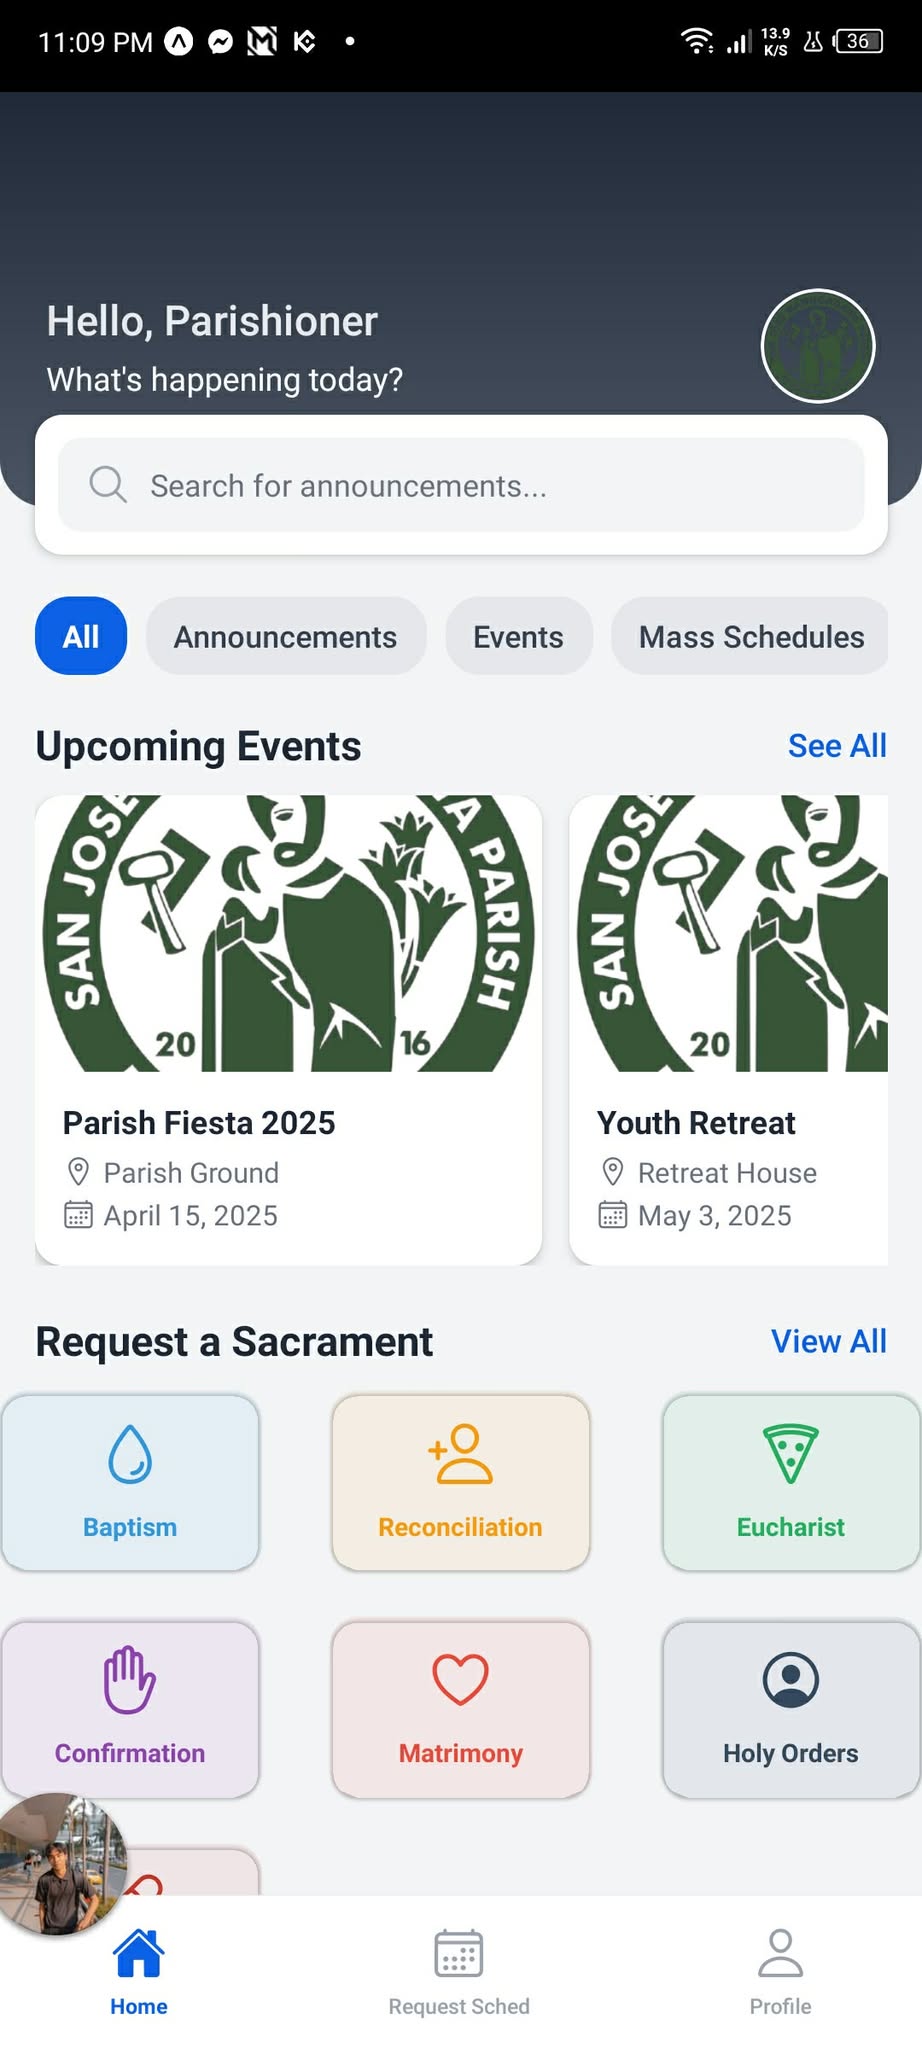 11:09 PM
13.9
K/S
36
Hello, Parishioner
What's happening today?
Search for announcements...
All
Announcements
Events
Mass Schedules
Upcoming Events
See All
SAN JOSE
A PARISH
20
16
SAN JOSE
20
Parish Fiesta 2025
Parish Ground
April 15, 2025
Youth Retreat
Retreat House
May 3, 2025
Request a Sacrament
View All
Baptism
Reconciliation
Eucharist
Confirmation
Matrimony
Holy Orders
Home
Request Sched
Profile